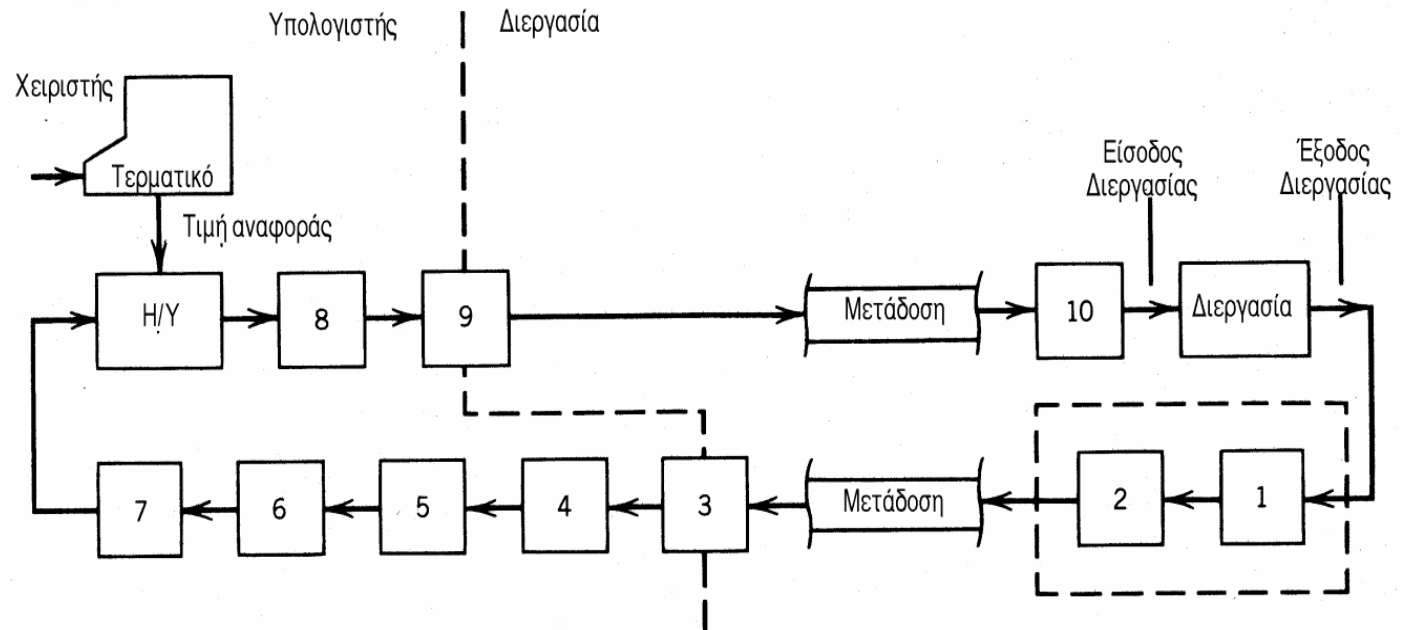 Υπολογιστής
Διεργασία
Χειριστής
Τερματικό
Τιμή αναφοράς
Είσοδος
Διεργασίας
Έξοδος
Διεργασίας
Η/Υ
8
9
Μετάδοση
10
Διεργασία
7
6
5
4
3
Μετάδοση
2
1